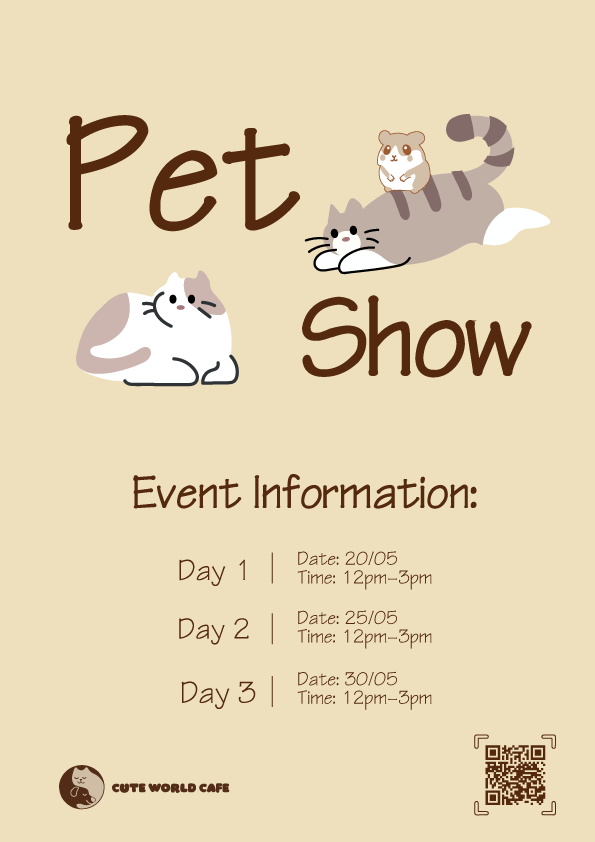 Pet
Show
Event Information:
Day 1
Date: 20/05
Time: 12pm–3pm
Day 2
Date: 25/05
Time: 12pm–3pm
Day 3
Date: 30/05
Time: 12pm–3pm
CUTE WORLD CAFE